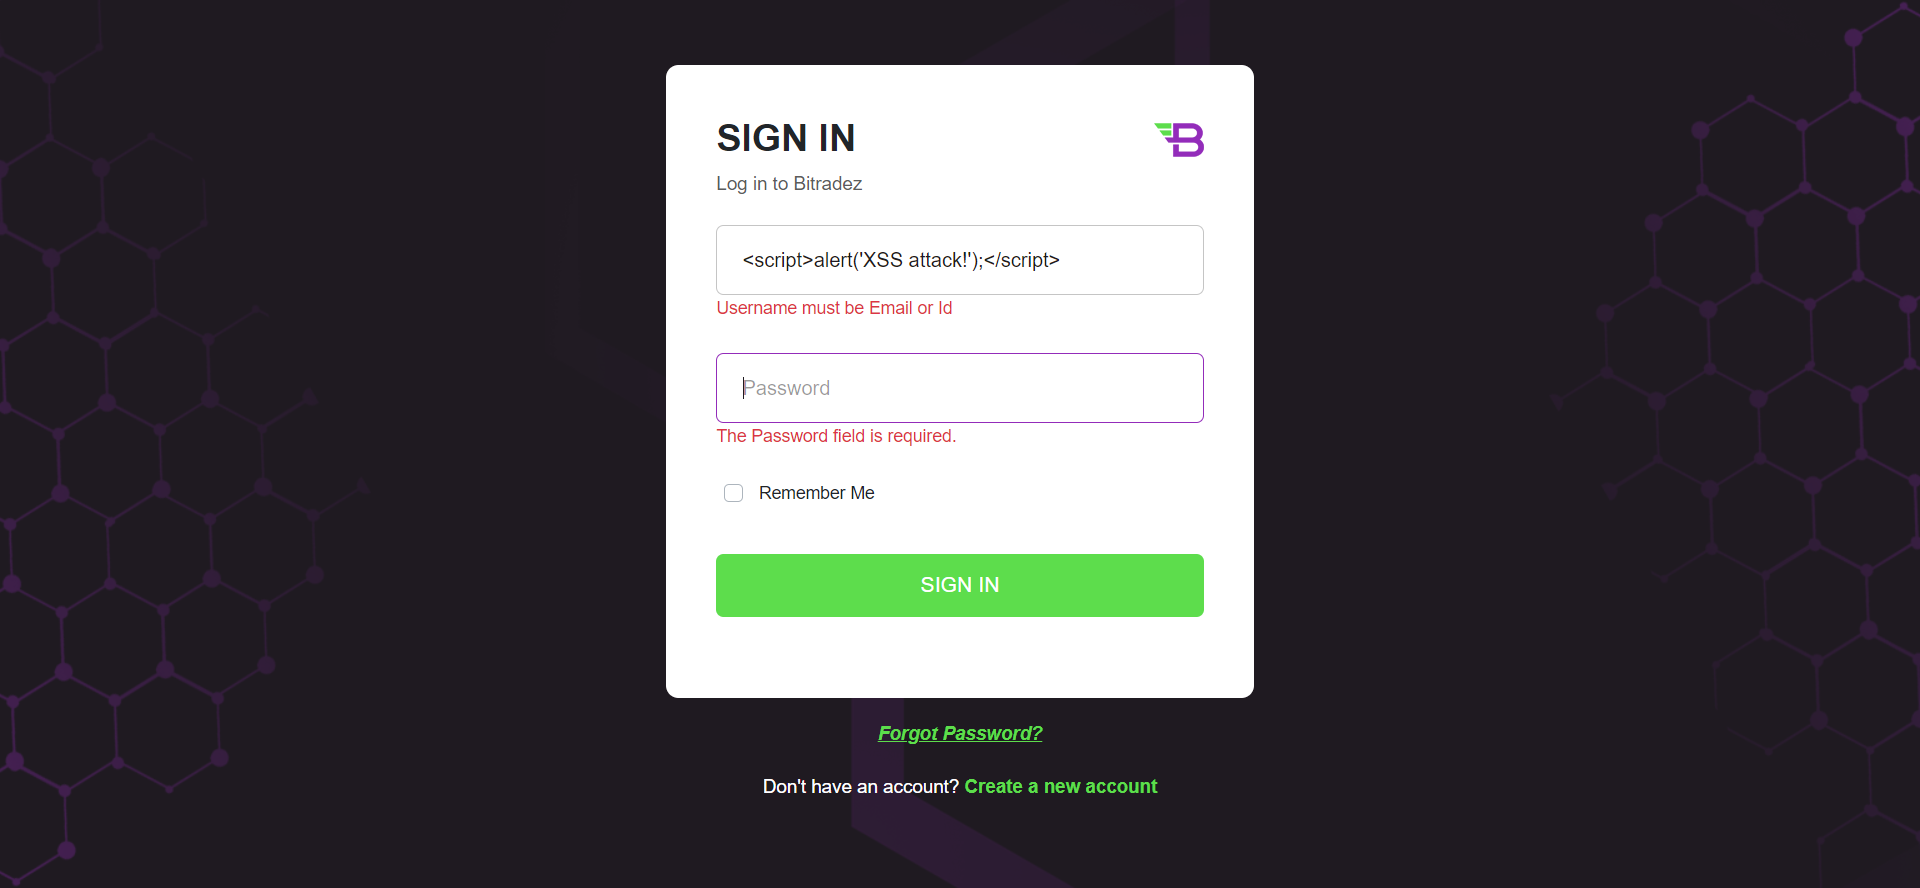 SIGN IN
Log in to Bitradez
<script>alert('XSS attack!');</script>
Username must be Email or Id
Password
The Password field is required.
Remember Me
SIGN IN
Forgot Password?
Don't have an account? Create a new account